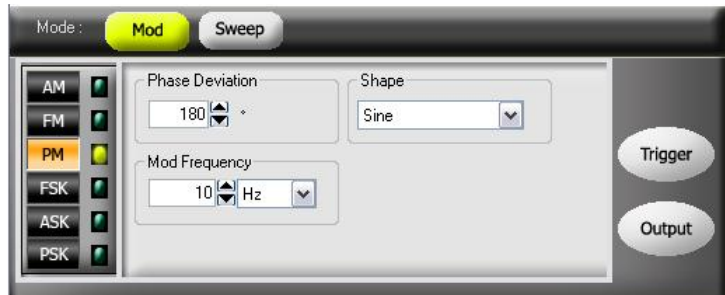 Mode :
Mod
Sweep
AM
FM
PM
FSK
ASK
PSK
Phase Deviation
180 °
Shape
Sine
Mod Frequency
10 Hz
Trigger
Output